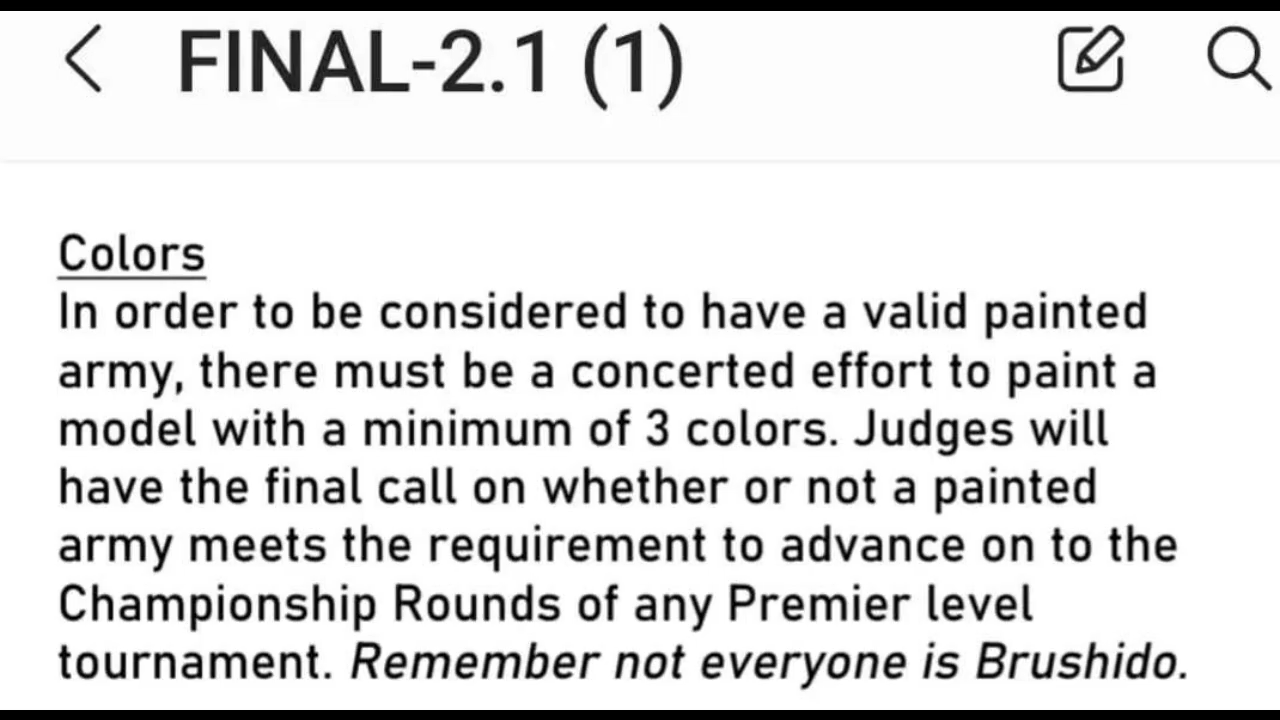 FINAL-2.1 (1)
Colors
In order to be considered to have a valid painted
army, there must be a concerted effort to paint a
model with a minimum of 3 colors. Judges will
have the final call on whether or not a painted
army meets the requirement to advance on to the
Championship Rounds of any Premier level
tournament. Remember not everyone is Brushido.